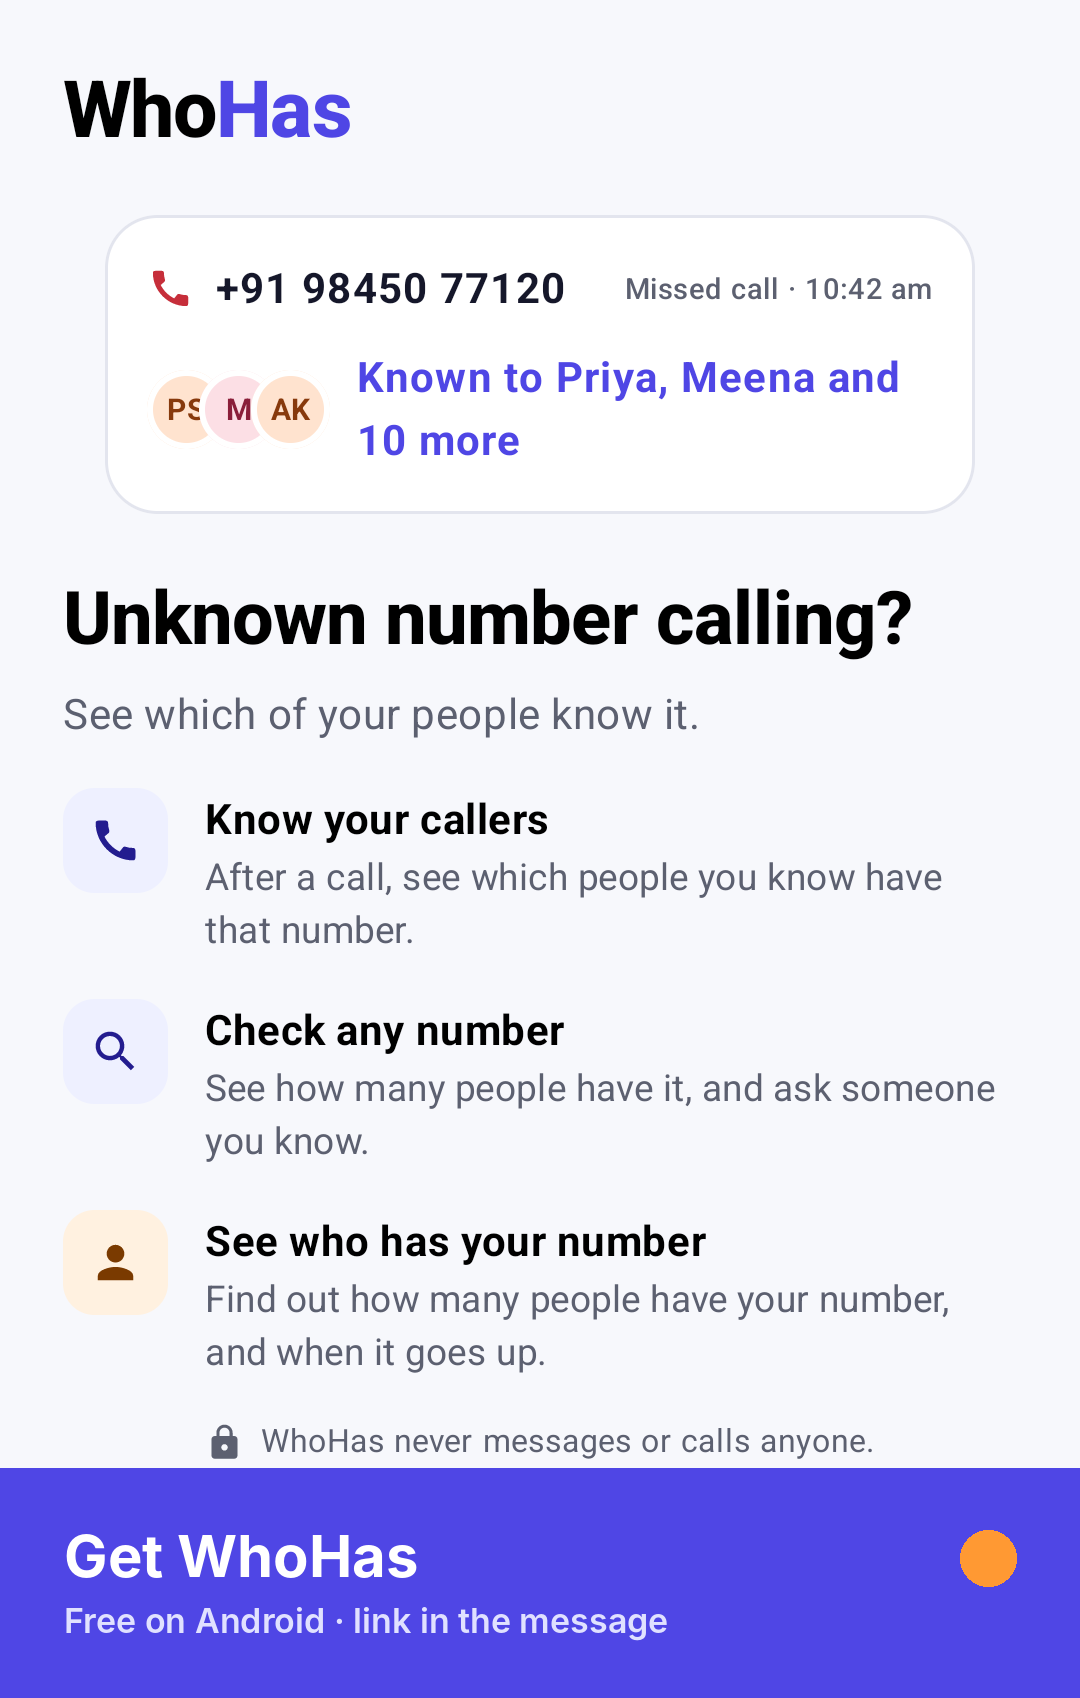 WhoHas
+91 98450 77120 Missed call · 10:42 am
PS M AK
Known to Priya, Meena and
10 more
Unknown number calling?
See which of your people know it.
Know your callers
After a call, see which people you know have
that number.
Check any number
See how many people have it, and ask someone
you know.
See who has your number
Find out how many people have your number,
and when it goes up.
WhoHas never messages or calls anyone.
Get WhoHas
Free on Android · link in the message